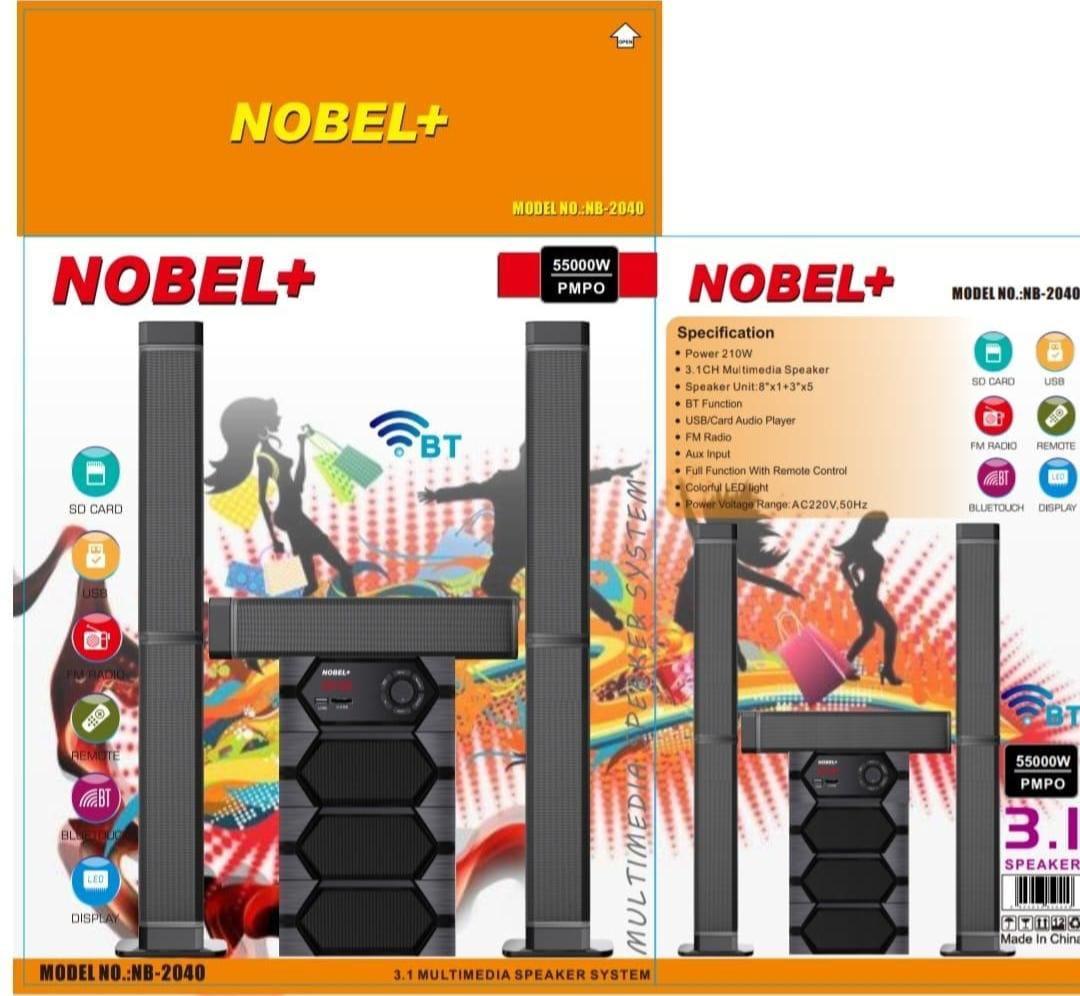 OPEN
NOBEL+
MODEL NO.:NB-2040
NOBEL+
55000W
PMPO
BT
SD CARD
USB
FM RADIO
REMOTE
BT
BLUETOUCH
LED
DISPLAY
NOBEL+
MULTIMEDIA SPEAKER SYSTEM
MODEL NO.:NB-2040
3.1 MULTIMEDIA SPEAKER SYSTEM
NOBEL+
MODEL NO.:NB-2040
Specification
• Power 210W
• 3.1CH Multimedia Speaker
• Speaker Unit:8"x1+3"x5
• BT Function
• USB/Card Audio Player
• FM Radio
• Aux Input
• Full Function With Remote Control
• Colorful LED light
• Power Voltage Range:AC220V,50Hz
SD CARD
USB
FM RADIO
REMOTE
BT
LED
BLUETOUCH
DISPLAY
NOBEL+
BT
55000W
PMPO
3.1
SPEAKER
12
Made In China